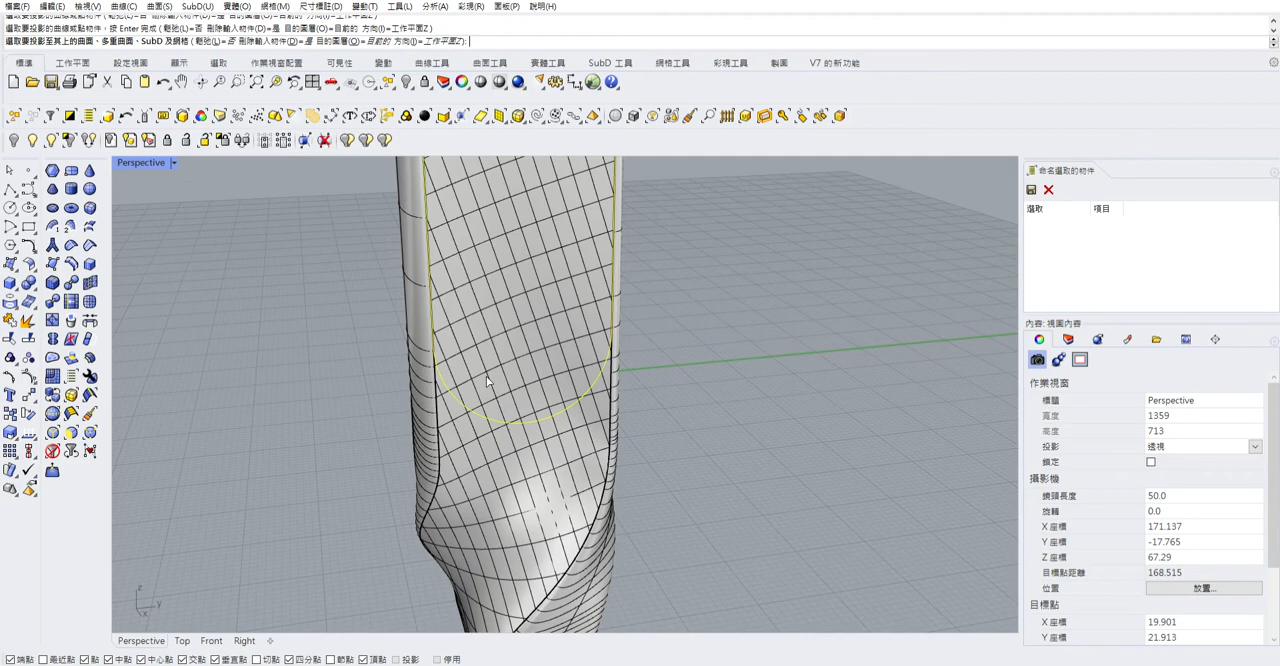 檔案(F) 編輯(E) 檢視(V) 曲線(C) 曲面(S) SubD(U) 實體(O) 網格(M) 尺寸標註(D) 變動(T) 工具(L) 分析(A) 彩現(R) 面板(P) 說明(H)
選取要投影的曲線或點物件，按 Enter 完成 (鬆弛(L)=否 刪除輸入物件(D)=是 目的圖層(O)=目前的 方向(I)=工作平面Z)
選取要投影至其上的曲面、多重曲面、SubD 及網格 (鬆弛(L)=否 刪除輸入物件(D)=是 目的圖層(O)=目前的 方向(I)=工作平面Z):
標準 工作平面 設定視圖 顯示 選取 作業視窗配置 可見性 變動 曲線工具 曲面工具 實體工具 SubD 工具 網格工具 彩現工具 製圖 V7 的新功能
Perspective
命名選取的物件
選取 項目
內容: 視圖內容
作業視窗
標題 Perspective
寬度 1359
高度 713
投影 透視
鎖定
攝影機
鏡頭長度 50.0
旋轉 0.0
X 座標 171.137
Y 座標 -17.765
Z 座標 67.29
目標點距離 168.515
位置 放置...
目標點
X 座標 19.901
Y 座標 21.913
z
y
x
Perspective Top Front Right
端點 最近點 點 中點 中心點 交點 垂直點 切點 四分點 節點 頂點 投影 停用